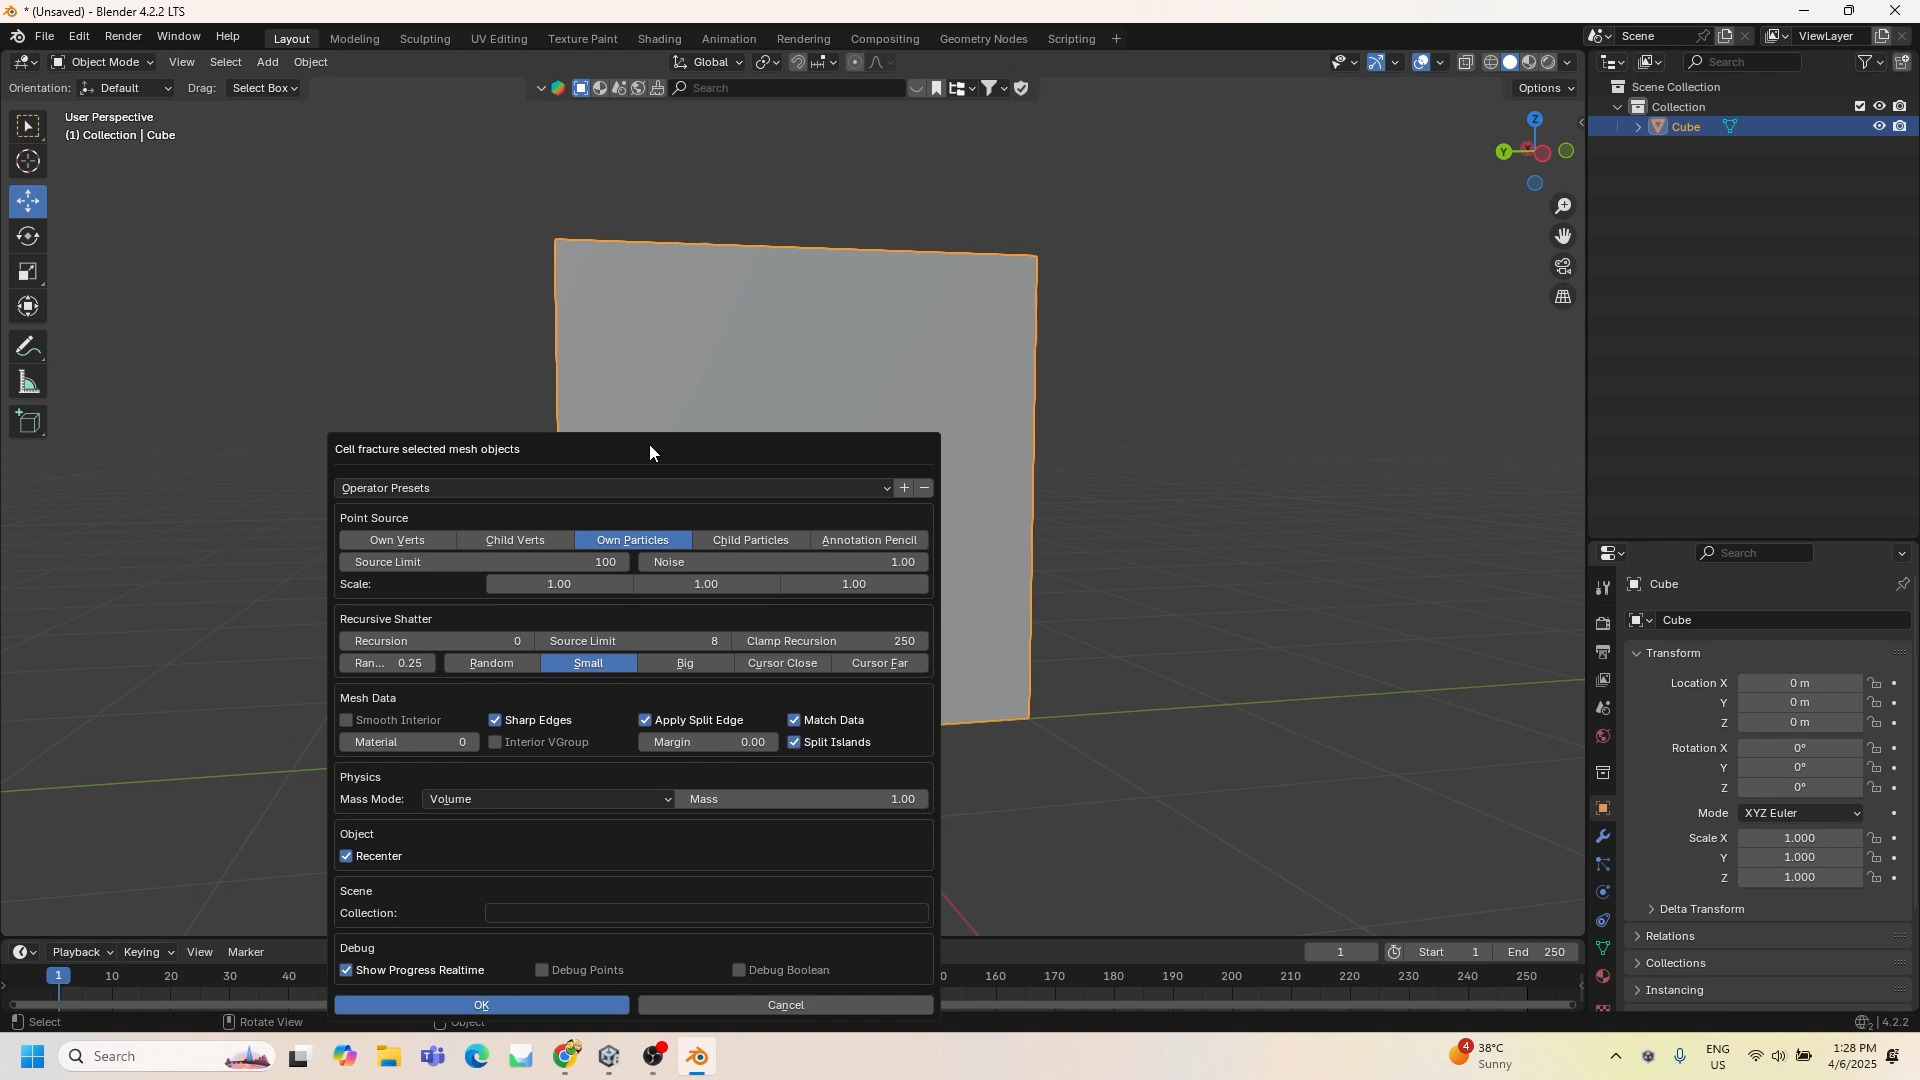 * (Unsaved) - Blender 4.2.2 LTS
File Edit Render Window Help Layout Modeling Sculpting UV Editing Texture Paint Shading Animation Rendering Compositing Geometry Nodes Scripting + Scene ViewLayer
Object Mode View Select Add Object Global Search
Orientation: Default Drag: Select Box Search Options
User Perspective
(1) Collection | Cube
Scene Collection
Collection
Cube
Z
Y
Cell fracture selected mesh objects
Operator Presets + −
Point Source
Own Verts Child Verts Own Particles Child Particles Annotation Pencil
Source Limit 100 Noise 1.00
Scale: 1.00 1.00 1.00
Recursive Shatter
Recursion 0 Source Limit 8 Clamp Recursion 250
Ran... 0.25 Random Small Big Cursor Close Cursor Far
Mesh Data
Smooth Interior Sharp Edges Apply Split Edge Match Data
Material 0 Interior VGroup Margin 0.00 Split Islands
Physics
Mass Mode: Volume Mass 1.00
Object
Recenter
Scene
Collection:
Debug
Show Progress Realtime Debug Points Debug Boolean
OK Cancel
Search
Cube
Cube
Transform
Location X 0 m
Y 0 m
Z 0 m
Rotation X 0°
Y 0°
Z 0°
Mode XYZ Euler
Scale X 1.000
Y 1.000
Z 1.000
Delta Transform
Relations
Collections
Instancing
Playback Keying View Marker 1 Start 1 End 250
1 10 20 30 40 160 170 180 190 200 210 220 230 240 250
Select Rotate View Object 4.2.2
Search 4 38°C Sunny ENG US 1:28 PM 4/6/2025